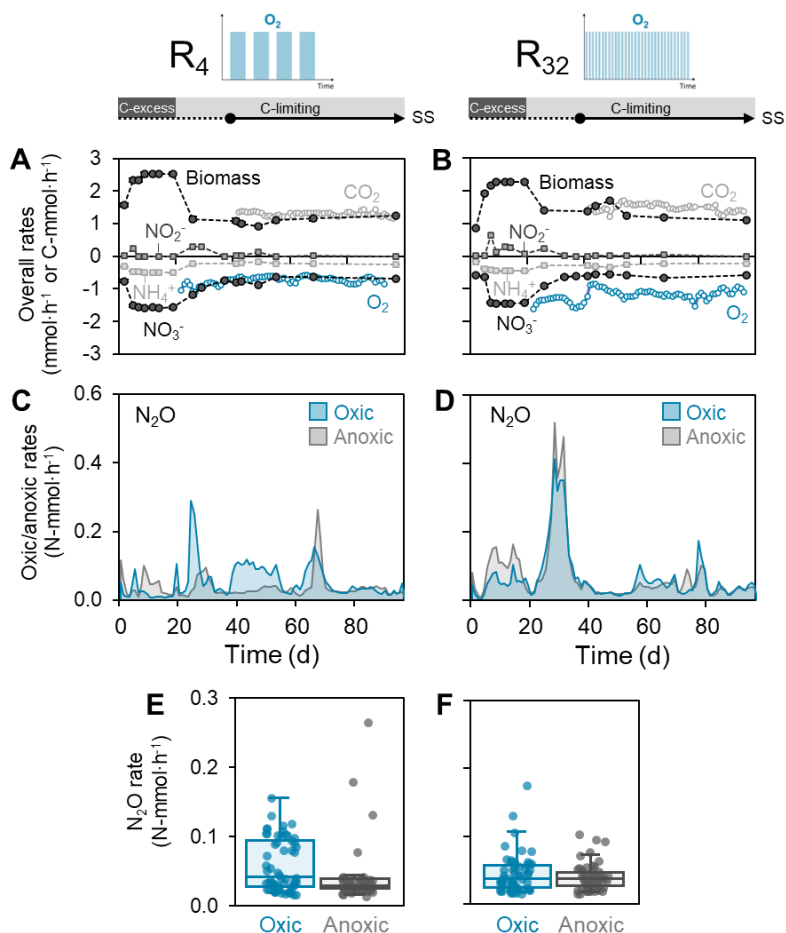 O₂
R₄
Time
C-excess
C-limiting
SS
O₂
R₃₂
Time
C-excess
C-limiting
SS
A
Overall rates
(mmol·h⁻¹ or C-mmol·h⁻¹)
3
2
1
0
-1
-2
-3
Biomass
CO₂
NO₂⁻
NH₄⁺
NO₃⁻
O₂
B
Biomass
CO₂
NO₂⁻
NH₄⁺
NO₃⁻
O₂
C
Oxic/anoxic rates
(N-mmol·h⁻¹)
0.6
0.4
0.2
0.0
N₂O
Oxic
Anoxic
0 20 40 60 80
Time (d)
D
N₂O
Oxic
Anoxic
0 20 40 60 80
Time (d)
E
N₂O rate
(N-mmol·h⁻¹)
0.3
0.2
0.1
0.0
Oxic Anoxic
F
Oxic Anoxic